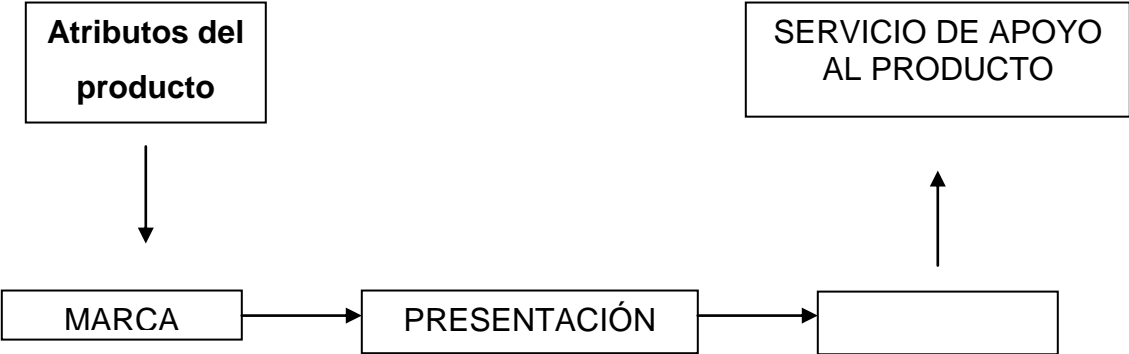 Atributos del
producto
SERVICIO DE APOYO
AL PRODUCTO
MARCA
PRESENTACIÓN